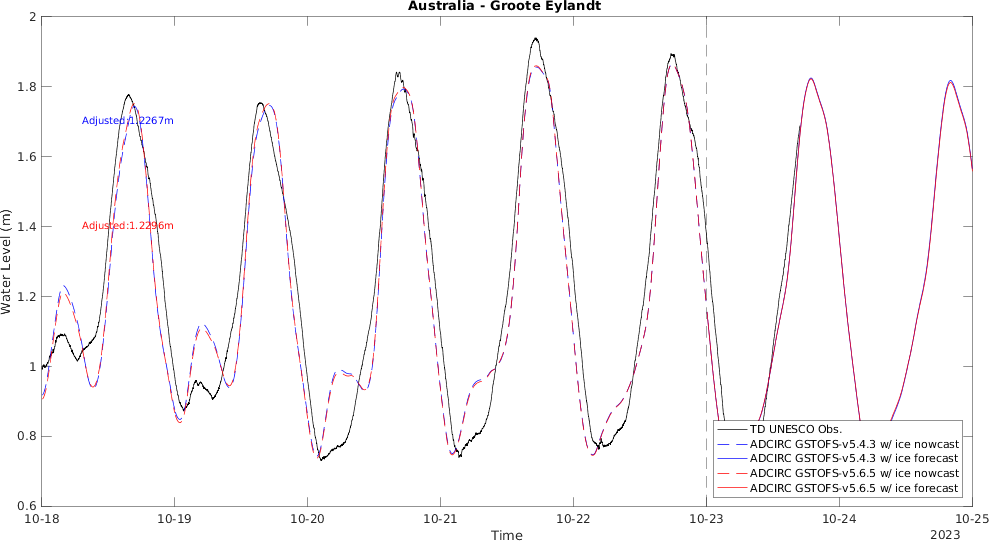 Australia - Groote Eylandt
2
1.8
1.6
1.4
1.2
1
0.8
0.6
Water Level (m)
Adjusted:1.2267m
Adjusted:1.2296m
TD UNESCO Obs.
ADCIRC GSTOFS-v5.4.3 w/ ice nowcast
ADCIRC GSTOFS-v5.4.3 w/ ice forecast
ADCIRC GSTOFS-v5.6.5 w/ ice nowcast
ADCIRC GSTOFS-v5.6.5 w/ ice forecast
10-18 10-19 10-20 10-21 10-22 10-23 10-24 10-25
Time
2023